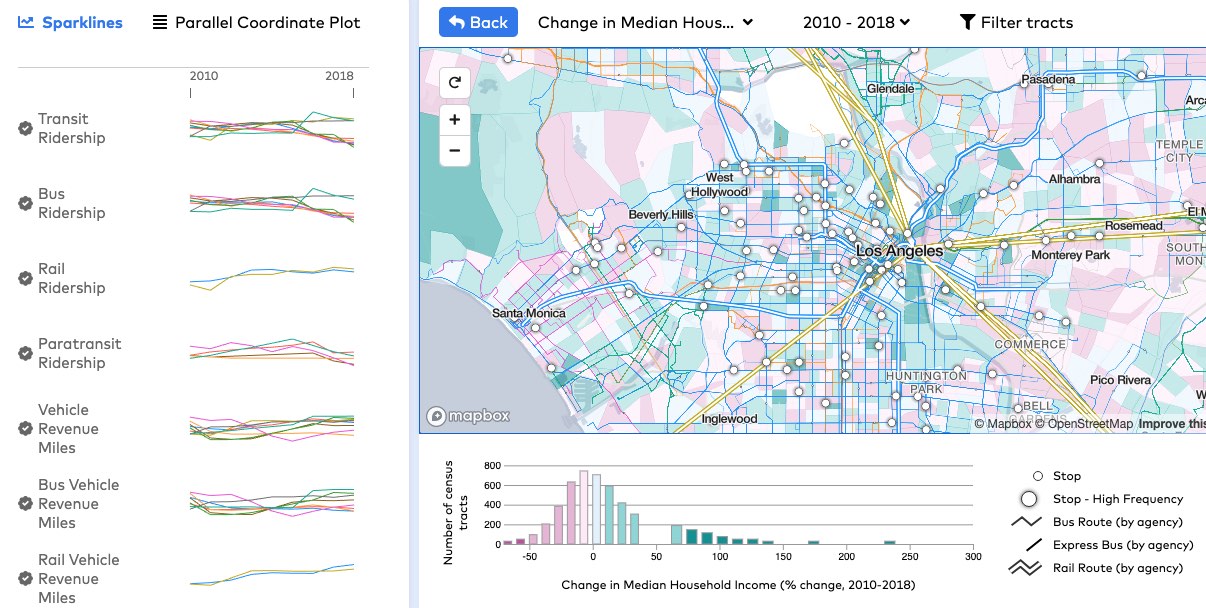 Sparklines
Parallel Coordinate Plot
2010
2018
Transit
Ridership
Bus
Ridership
Rail
Ridership
Paratransit
Ridership
Vehicle
Revenue
Miles
Bus Vehicle
Revenue
Miles
Rail Vehicle
Revenue
Miles
Back
Change in Median Hous...
2010 - 2018
Filter tracts
+
−
Glendale
Pasadena
Arca
TEMPLE
CITY
West
Hollywood
Alhambra
Beverly Hills
El M
Rosemead
Los Angeles
Monterey Park
SOUTH
MON
Santa Monica
COMMERCE
HUNTINGTON
PARK
Pico Rivera
W
BELL
GARDENS
Inglewood
mapbox
© Mapbox © OpenStreetMap Improve this
Number of census
tracts
800
600
400
200
0
-50
0
50
100
150
200
250
300
Change in Median Household Income (% change, 2010-2018)
Stop
Stop - High Frequency
Bus Route (by agency)
Express Bus (by agency)
Rail Route (by agency)